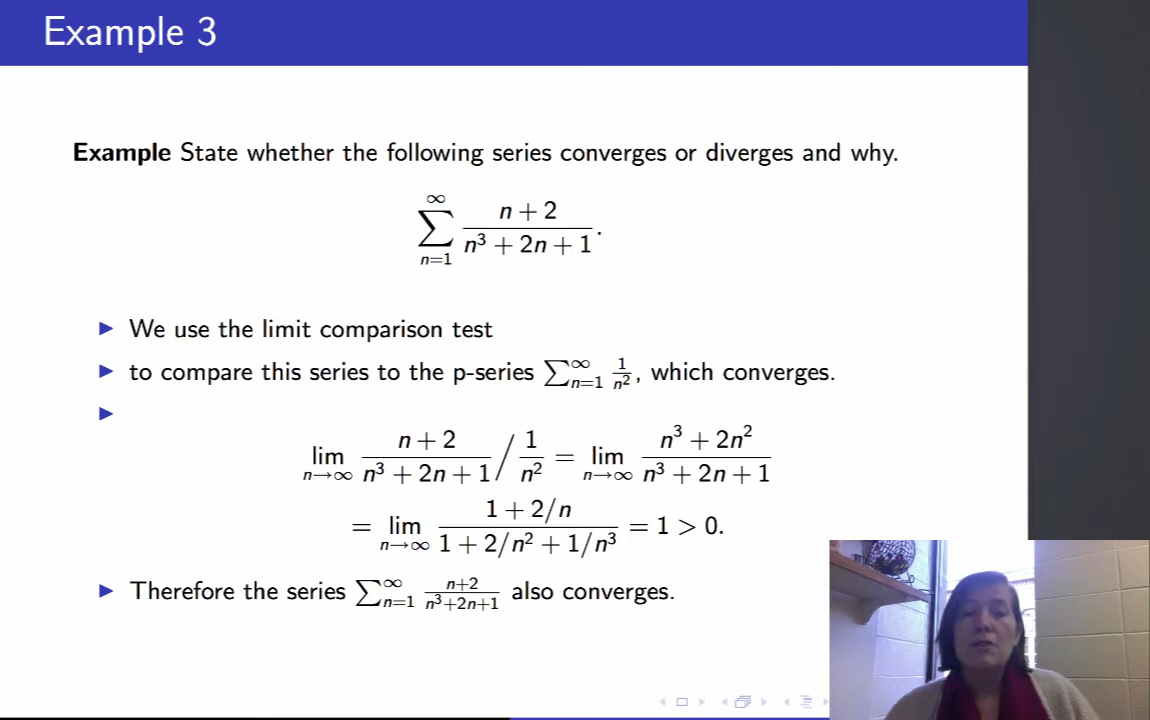 Example 3
Example State whether the following series converges or diverges and why.
∑_{n=1}^{∞} (n + 2)/(n³ + 2n + 1).
▶ We use the limit comparison test
▶ to compare this series to the p-series ∑_{n=1}^{∞} 1/n², which converges.
▶
lim_{n→∞} (n + 2)/(n³ + 2n + 1) / (1/n²) = lim_{n→∞} (n³ + 2n²)/(n³ + 2n + 1)
= lim_{n→∞} (1 + 2/n)/(1 + 2/n² + 1/n³) = 1 > 0.
▶ Therefore the series ∑_{n=1}^{∞} (n+2)/(n³+2n+1) also converges.